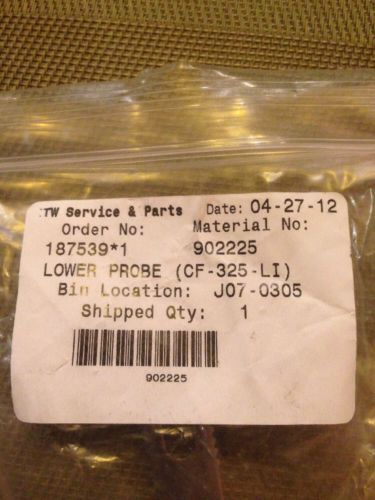 ITW Service & Parts Date: 04-27-12
Order No: Material No:
187539*1 902225
LOWER PROBE (CF-325-LI)
Bin Location: J07-0305
Shipped Qty: 1
902225